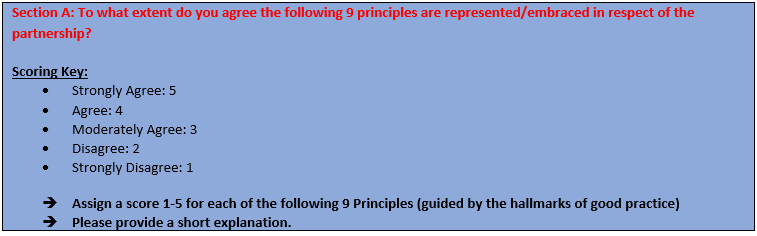 Section A: To what extent do you agree the following 9 principles are represented/embraced in respect of the
partnership?
Scoring Key:
• Strongly Agree: 5
• Agree: 4
• Moderately Agree: 3
• Disagree: 2
• Strongly Disagree: 1
➔ Assign a score 1-5 for each of the following 9 Principles (guided by the hallmarks of good practice)
➔ Please provide a short explanation.